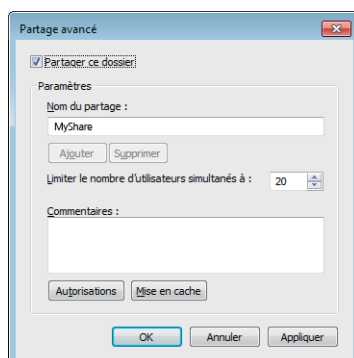 Partage avancé
Partager ce dossier
Paramètres
Nom du partage :
MyShare
Ajouter Supprimer
Limiter le nombre d'utilisateurs simultanés à : 20
Commentaires :
Autorisations Mise en cache
OK Annuler Appliquer